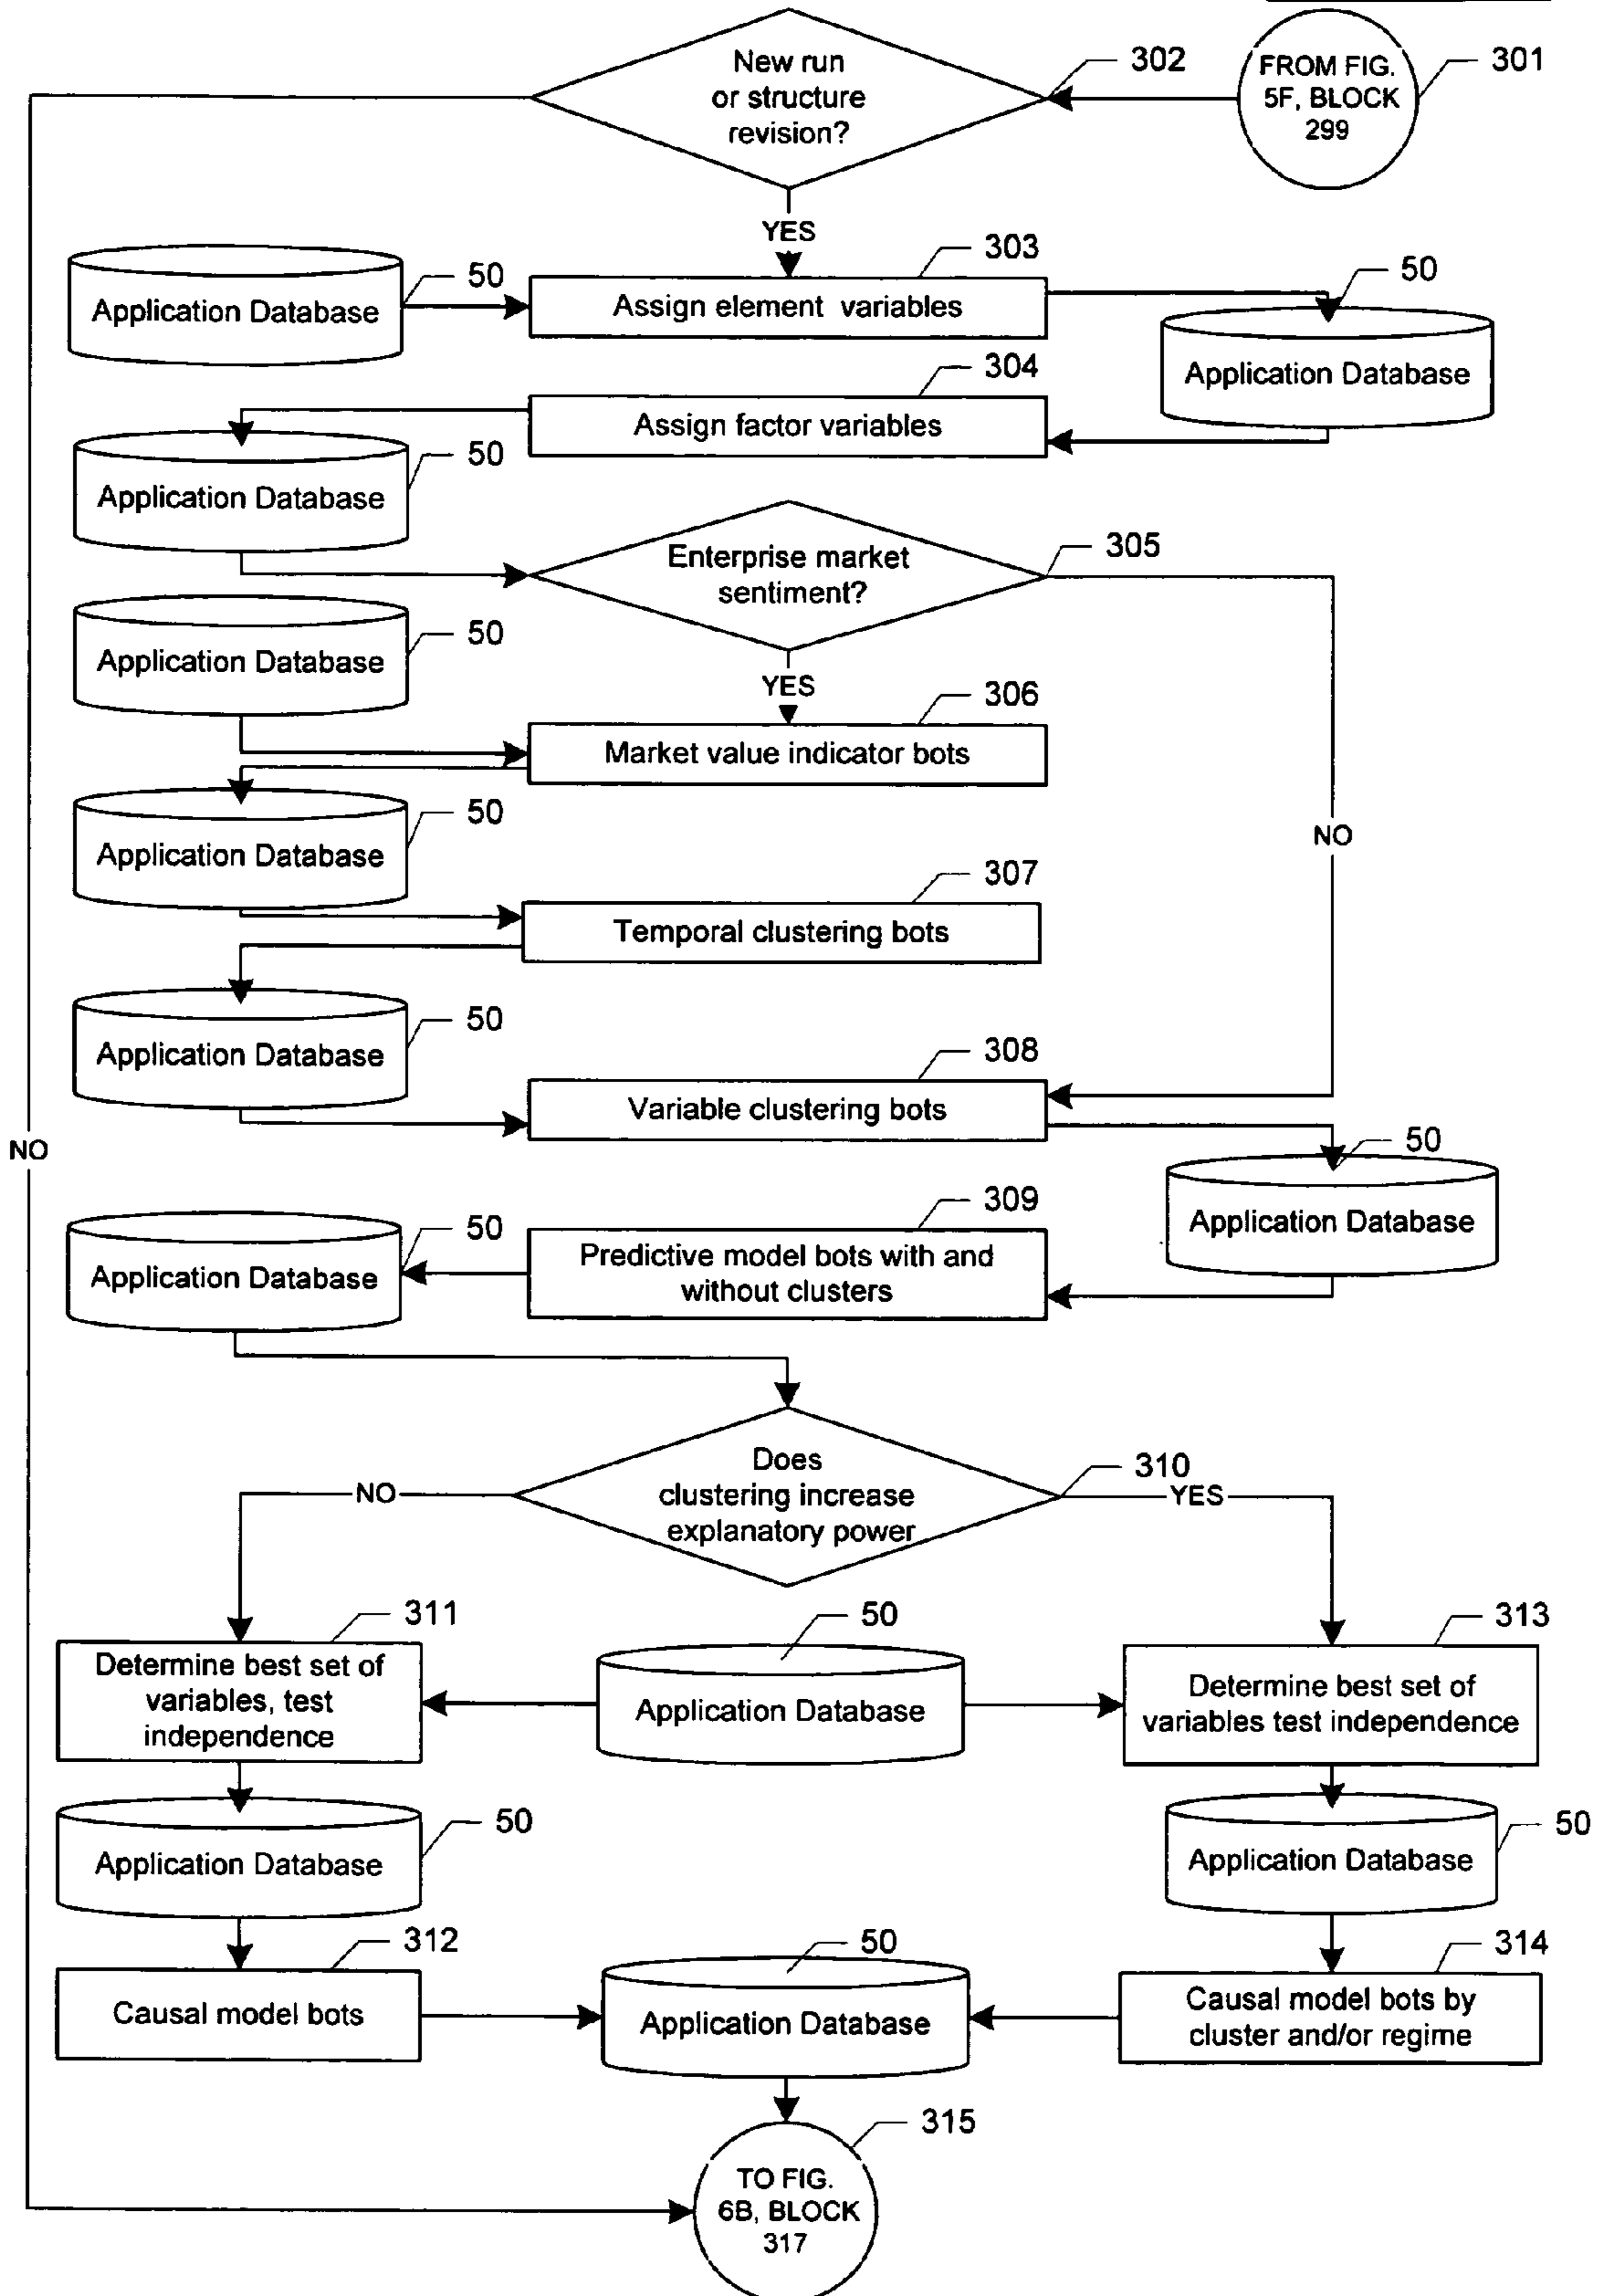 New run
or structure
revision?
302
FROM FIG.
5F, BLOCK
299
301
YES
303
50
Application Database
Assign element variables
50
Application Database
304
Assign factor variables
50
Application Database
Enterprise market
sentiment?
305
50
Application Database
YES
306
Market value indicator bots
50
Application Database
NO
307
Temporal clustering bots
50
Application Database
308
Variable clustering bots
NO
50
Application Database
309
50
Application Database
Predictive model bots with and
without clusters
Does
clustering increase
explanatory power
310
NO
YES
311
50
313
Determine best set of
variables, test
independence
Application Database
Determine best set of
variables test independence
50
Application Database
50
Application Database
312
50
314
Causal model bots
Application Database
Causal model bots by
cluster and/or regime
315
TO FIG.
6B, BLOCK
317